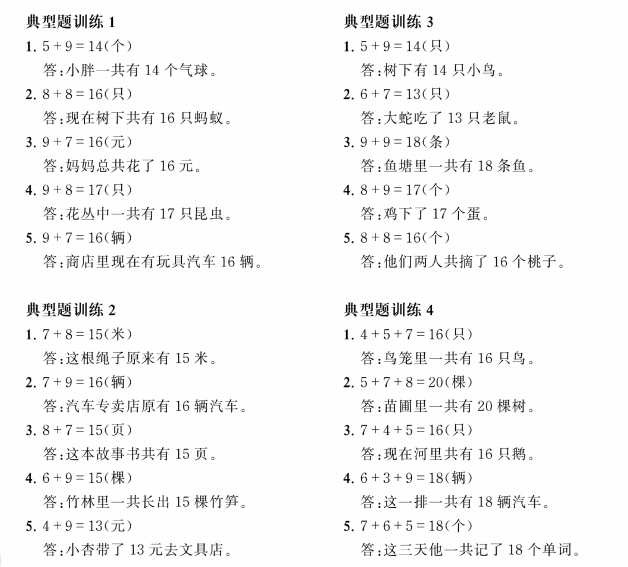 典型题训练 1
1. 5+9=14(个)
答:小胖一共有 14 个气球。
2. 8+8=16(只)
答:现在树下共有 16 只蚂蚁。
3. 9+7=16(元)
答:妈妈总共花了 16 元。
4. 9+8=17(只)
答:花丛中一共有 17 只昆虫。
5. 9+7=16(辆)
答:商店里现在有玩具汽车 16 辆。
典型题训练 2
1. 7+8=15(米)
答:这根绳子原来有 15 米。
2. 7+9=16(辆)
答:汽车专卖店原有 16 辆汽车。
3. 8+7=15(页)
答:这本故事书共有 15 页。
4. 6+9=15(棵)
答:竹林里一共长出 15 棵竹笋。
5. 4+9=13(元)
答:小杏带了 13 元去文具店。
典型题训练 3
1. 5+9=14(只)
答:树下有 14 只小鸟。
2. 6+7=13(只)
答:大蛇吃了 13 只老鼠。
3. 9+9=18(条)
答:鱼塘里一共有 18 条鱼。
4. 8+9=17(个)
答:鸡下了 17 个蛋。
5. 8+8=16(个)
答:他们两人共摘了 16 个桃子。
典型题训练 4
1. 4+5+7=16(只)
答:鸟笼里一共有 16 只鸟。
2. 5+7+8=20(棵)
答:苗圃里一共有 20 棵树。
3. 7+4+5=16(只)
答:现在河里共有 16 只鹅。
4. 6+3+9=18(辆)
答:这一排一共有 18 辆汽车。
5. 7+6+5=18(个)
答:这三天他一共记了 18 个单词。